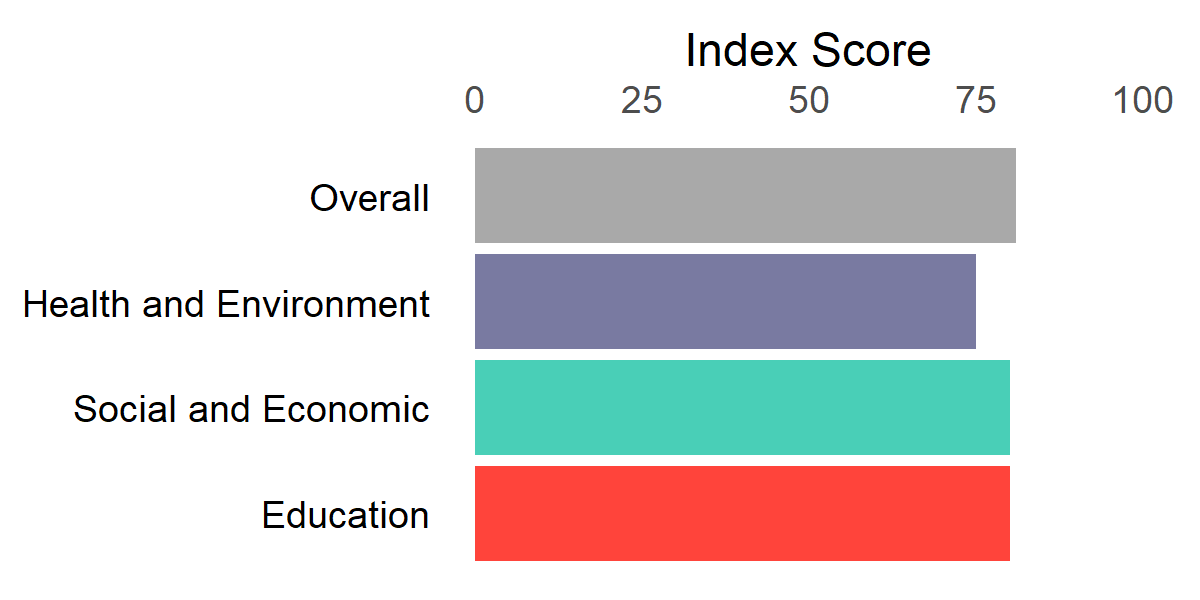 Index Score
0 25 50 75 100
Overall
Health and Environment
Social and Economic
Education